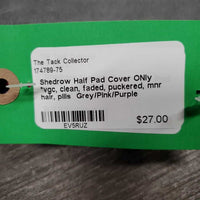 The Tack Collector
174789-75
Shedrow Half Pad Cover ONly
*vgc, clean, faded, puckered, mnr
hair, pills  Grey/Pink/Purple
EV5RUZ
$27.00